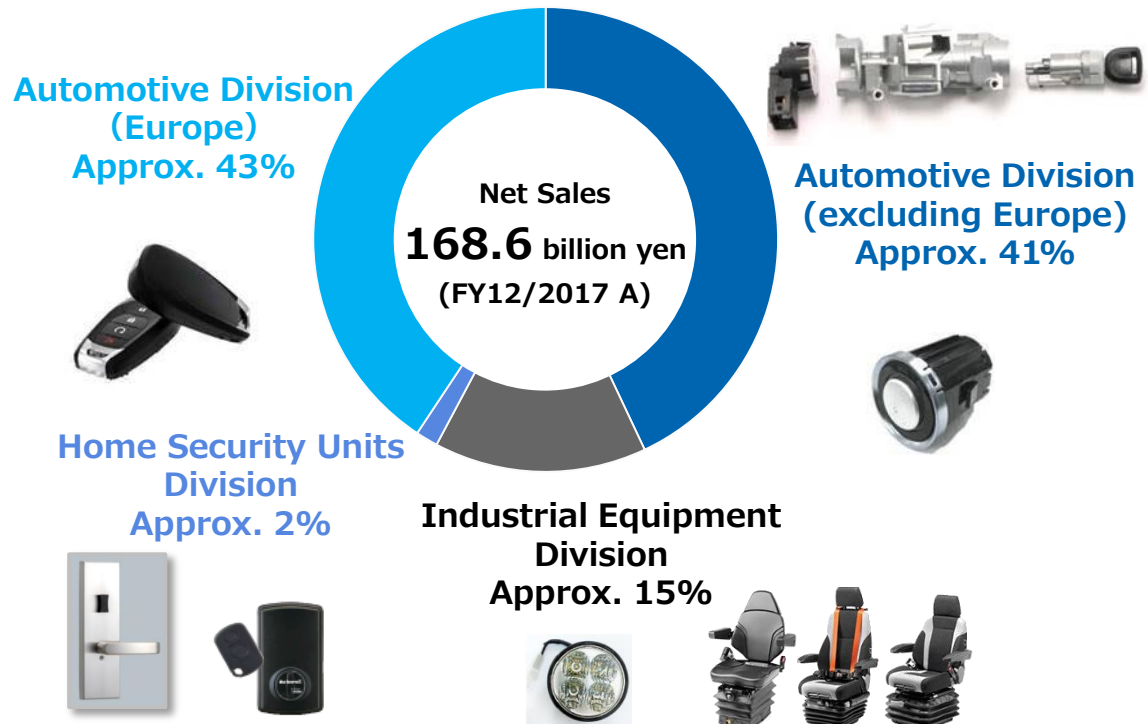 Automotive Division
(Europe)
Approx. 43%
Net Sales
168.6 billion yen
(FY12/2017 A)
Automotive Division
(excluding Europe)
Approx. 41%
Home Security Units
Division
Approx. 2%
Industrial Equipment
Division
Approx. 15%